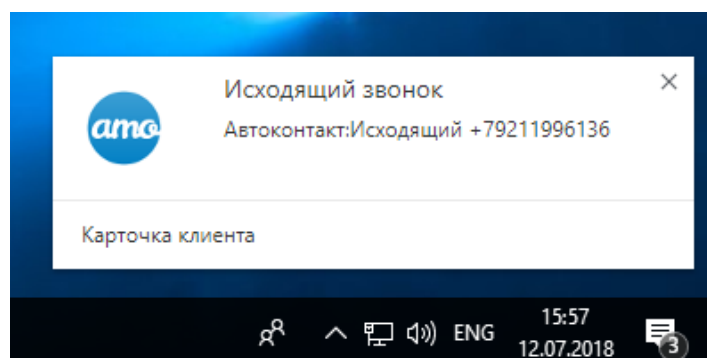 Исходящий звонок
amo
Автоконтакт:Исходящий +79211996136
Карточка клиента
ENG
15:57
12.07.2018
3